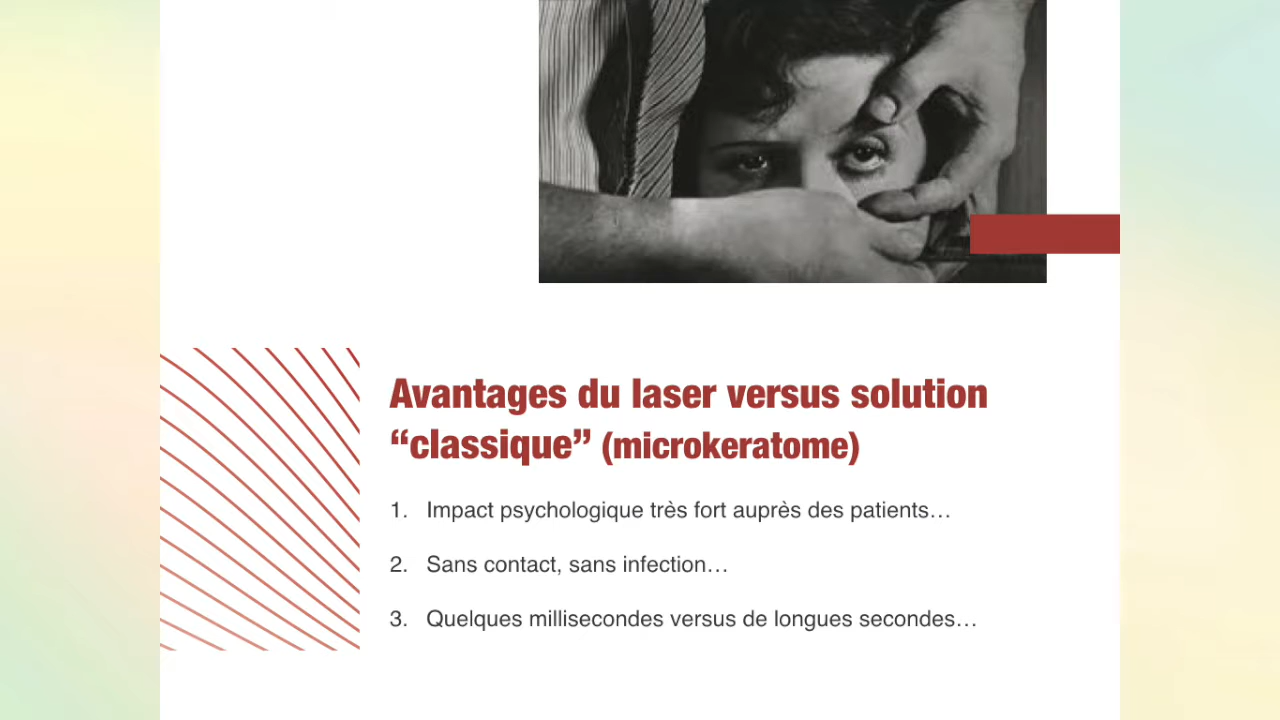 Avantages du laser versus solution
“classique” (microkeratome)
1. Impact psychologique très fort auprès des patients…
2. Sans contact, sans infection…
3. Quelques millisecondes versus de longues secondes…